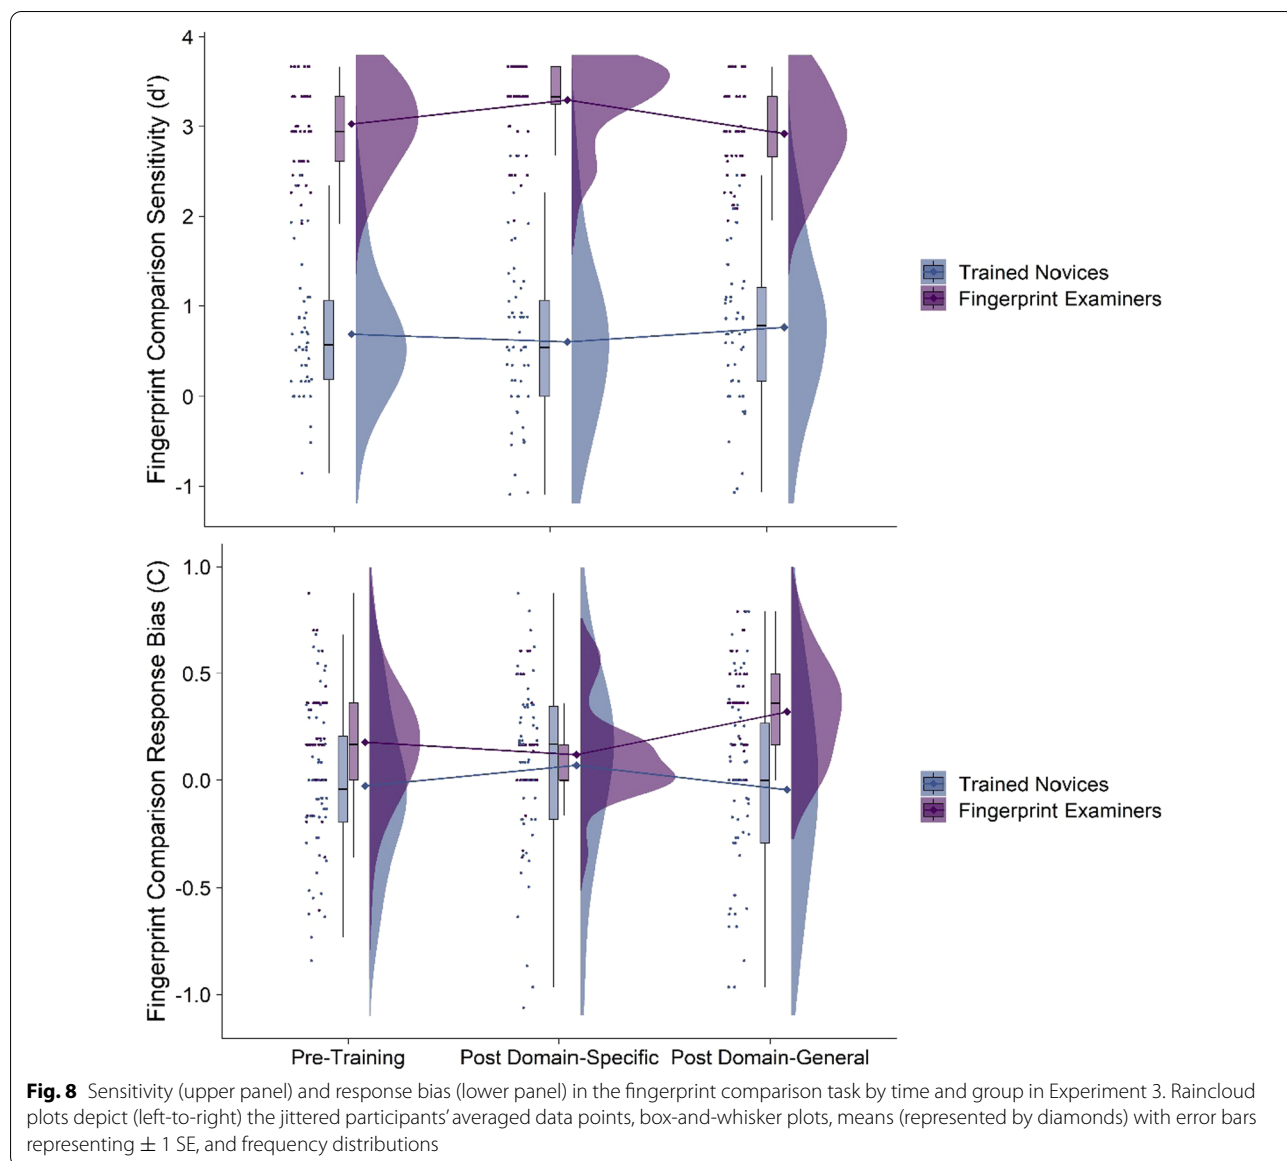 Fingerprint Comparison Sensitivity (d')
4
3
2
1
0
-1
Trained Novices
Fingerprint Examiners
Fingerprint Comparison Response Bias (C)
1.0
0.5
0.0
-0.5
-1.0
Trained Novices
Fingerprint Examiners
Pre-Training Post Domain-Specific Post Domain-General
Fig. 8 Sensitivity (upper panel) and response bias (lower panel) in the fingerprint comparison task by time and group in Experiment 3. Raincloud
plots depict (left-to-right) the jittered participants’ averaged data points, box-and-whisker plots, means (represented by diamonds) with error bars
representing ± 1 SE, and frequency distributions